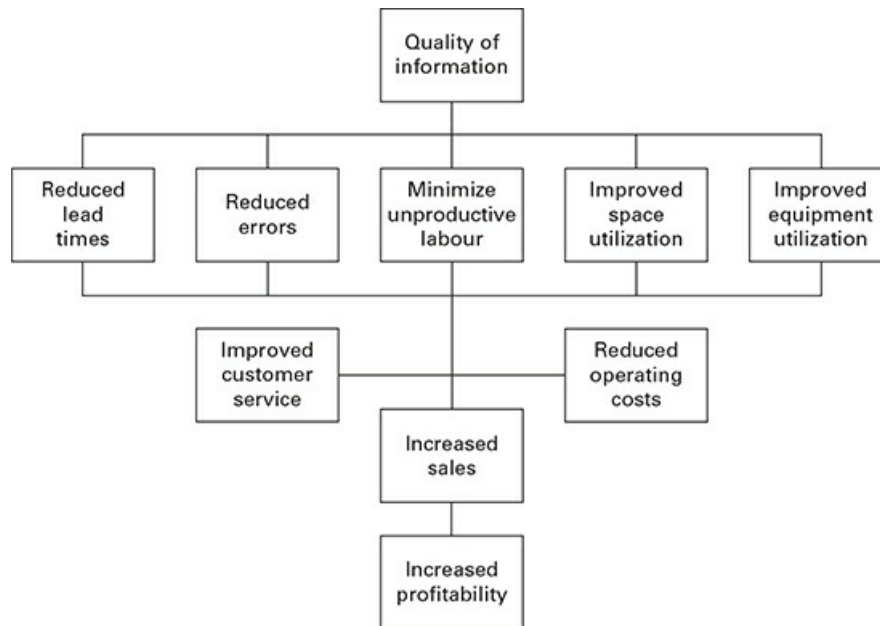 Quality of
information
Reduced
lead
times
Reduced
errors
Minimize
unproductive
labour
Improved
space
utilization
Improved
equipment
utilization
Improved
customer
service
Reduced
operating
costs
Increased
sales
Increased
profitability